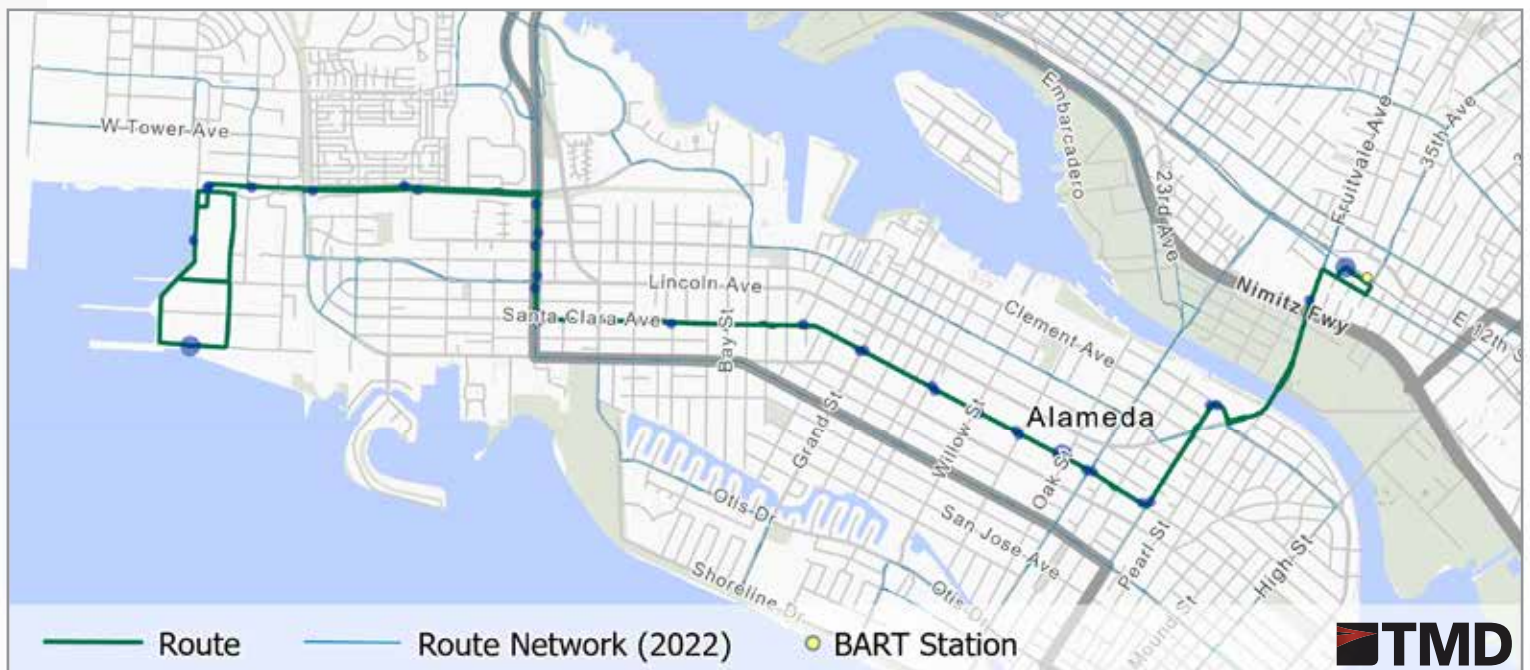 W Tower Ave
Embarcadero
23rd Ave
Fruitvale Ave
35th Ave
Nimitz Fwy
E 12th S
Lincoln Ave
Santa Clara Ave
Bay St
Clement Ave
Grand St
Willow St
Oak St
Alameda
Otis Dr
San Jose Ave
Pearl St
High St
Shoreline Dr
Otis Dr
Mound St
Route
Route Network (2022)
BART Station
TMD